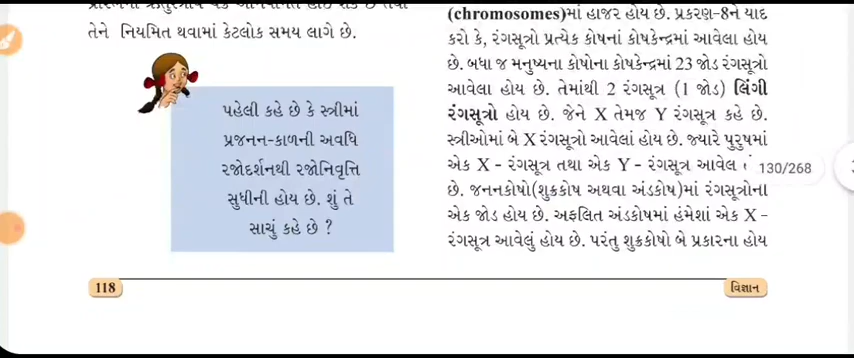 તેને નિયમિત થવામાં કેટલોક સમય લાગે છે.
પહેલી કહે છે કે સ્ત્રીમાં
પ્રજનન-કાળની અવધિ
રજોદર્શનથી રજોનિવૃત્તિ
સુધીની હોય છે. શું તે
સાચું કહે છે ?
(chromosomes)માં હાજર હોય છે. પ્રકરણ-8ને યાદ
કરો કે, રંગસૂત્રો પ્રત્યેક કોષનાં કોષકેન્દ્રમાં આવેલા હોય
છે. બધા જ મનુષ્યના કોષોના કોષકેન્દ્રમાં 23 જોડ રંગસૂત્રો
આવેલા હોય છે. તેમાંથી 2 રંગસૂત્ર (1 જોડ) લિંગી
રંગસૂત્રો હોય છે. જેને X તેમજ Y રંગસૂત્ર કહે છે.
સ્ત્રીઓમાં બે X રંગસૂત્રો આવેલાં હોય છે. જ્યારે પુરુષમાં
એક X - રંગસૂત્ર તથા એક Y - રંગસૂત્ર આવેલ
130/268
છે. જનનકોષો(શુક્રકોષ અથવા અંડકોષ)માં રંગસૂત્રોના
એક જોડ હોય છે. અફલિત અંડકોષમાં હંમેશાં એક X -
રંગસૂત્ર આવેલું હોય છે. પરંતુ શુક્રકોષો બે પ્રકારના હોય
118
વિજ્ઞાન